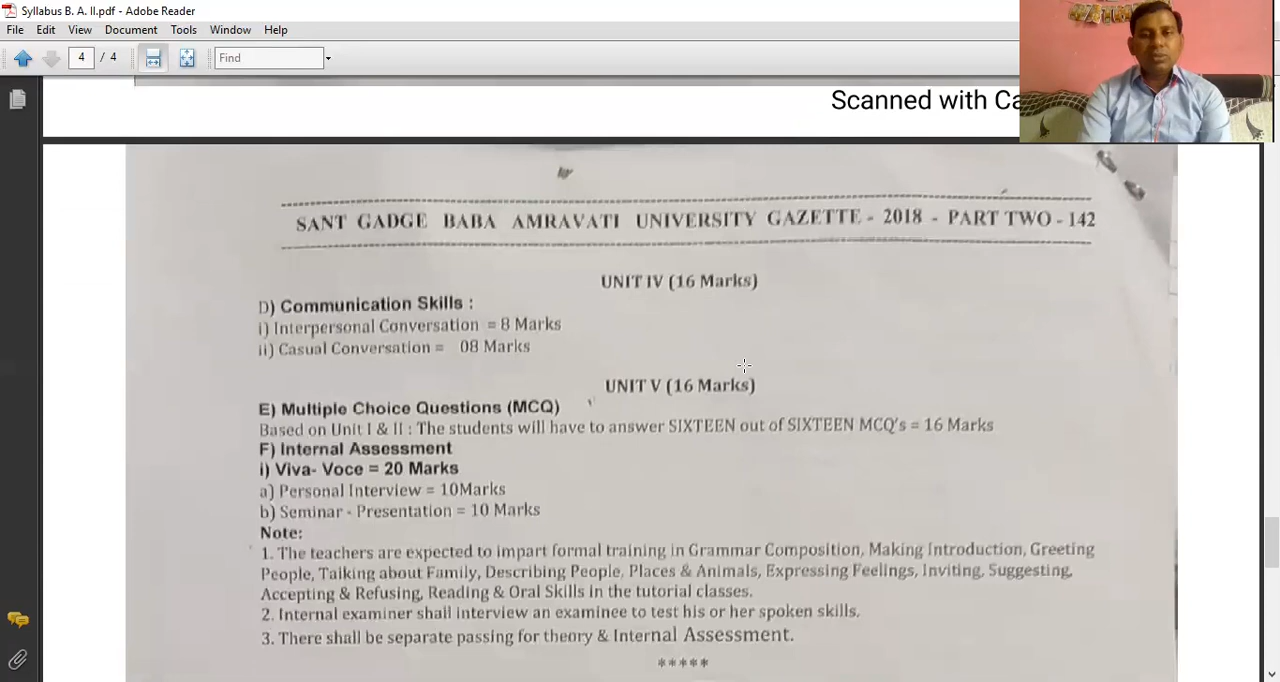 Syllabus B. A. II.pdf - Adobe Reader
File Edit View Document Tools Window Help
4 / 4 Find
Scanned with Ca
SANT GADGE BABA AMRAVATI UNIVERSITY GAZETTE - 2018 - PART TWO - 142
UNIT IV (16 Marks)
D) Communication Skills :
i) Interpersonal Conversation = 8 Marks
ii) Casual Conversation = 08 Marks
UNIT V (16 Marks)
E) Multiple Choice Questions (MCQ)
Based on Unit I & II : The students will have to answer SIXTEEN out of SIXTEEN MCQ's = 16 Marks
F) Internal Assessment
i) Viva- Voce = 20 Marks
a) Personal Interview = 10Marks
b) Seminar - Presentation = 10 Marks
Note:
1. The teachers are expected to impart formal training in Grammar Composition, Making Introduction, Greeting
People, Talking about Family, Describing People, Places & Animals, Expressing Feelings, Inviting, Suggesting,
Accepting & Refusing, Reading & Oral Skills in the tutorial classes.
2. Internal examiner shall interview an examinee to test his or her spoken skills.
3. There shall be separate passing for theory & Internal Assessment.
*****